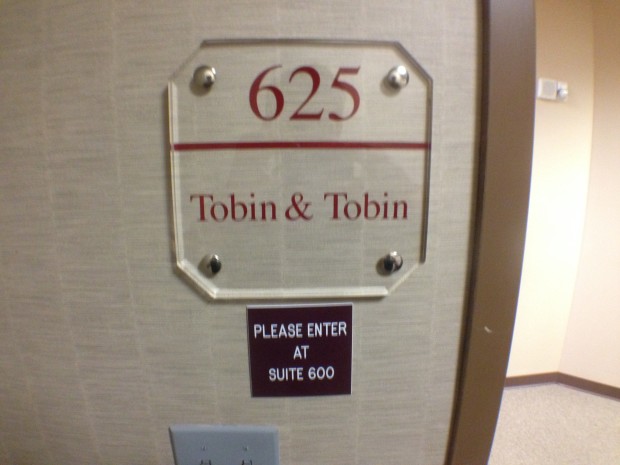 625
Tobin & Tobin
PLEASE ENTER
AT
SUITE 600